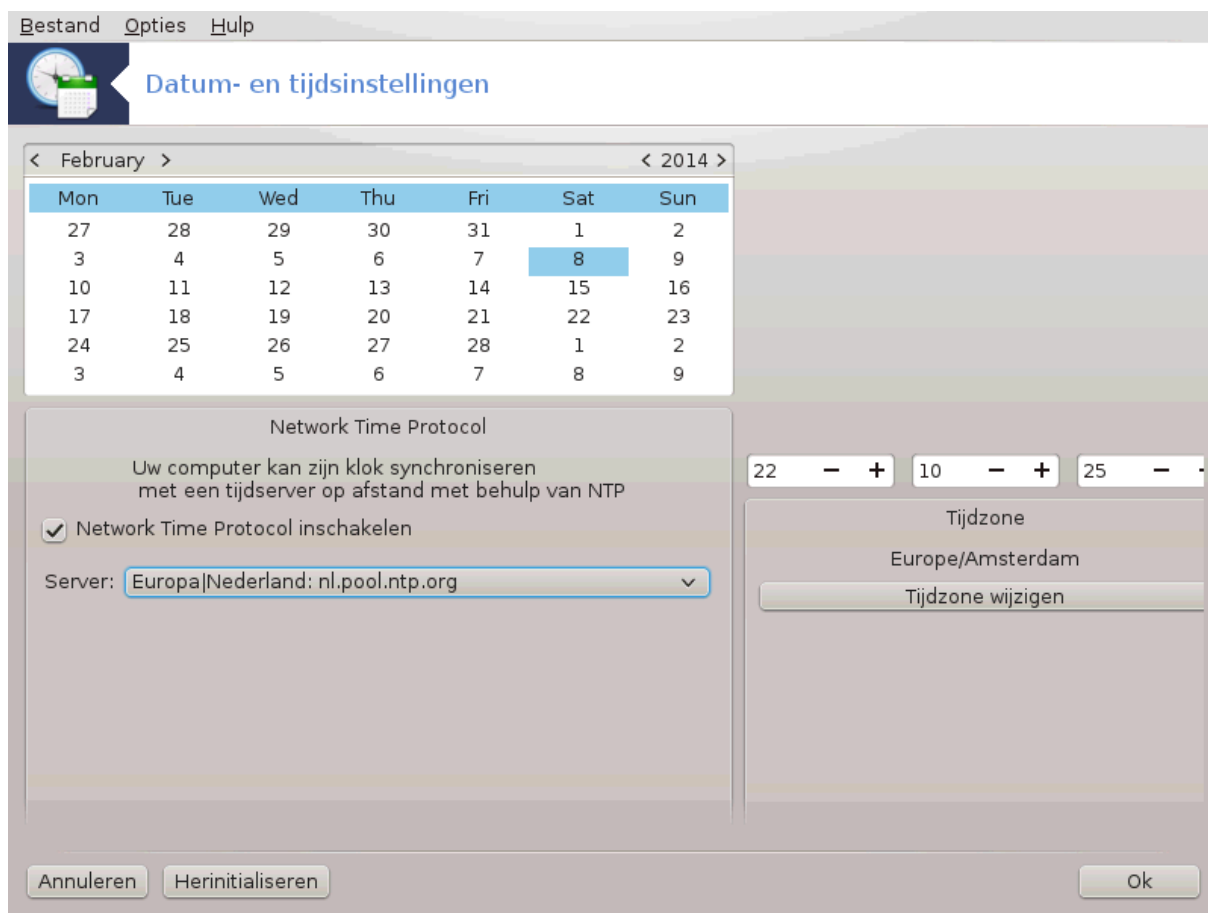 Bestand Opties Hulp
Datum- en tijdsinstellingen
< February > < 2014 >
Mon Tue Wed Thu Fri Sat Sun
27 28 29 30 31 1 2
3 4 5 6 7 8 9
10 11 12 13 14 15 16
17 18 19 20 21 22 23
24 25 26 27 28 1 2
3 4 5 6 7 8 9
Network Time Protocol
Uw computer kan zijn klok synchroniseren
met een tijdserver op afstand met behulp van NTP
Network Time Protocol inschakelen
Server: Europa|Nederland: nl.pool.ntp.org
22 − + 10 − + 25 −
Tijdzone
Europe/Amsterdam
Tijdzone wijzigen
Annuleren Herinitialiseren Ok